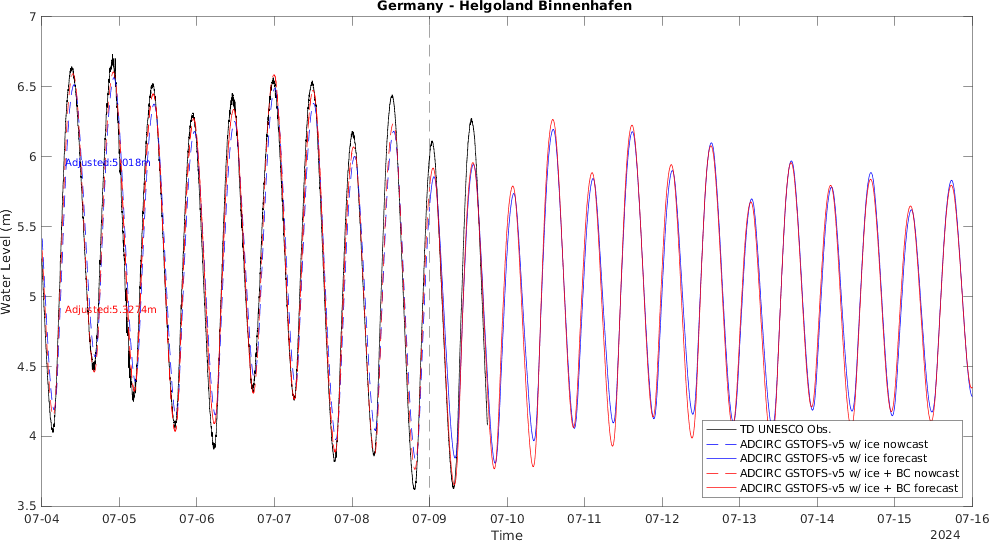 Germany - Helgoland Binnenhafen
7
6.5
6
5.5
5
4.5
4
3.5
Water Level (m)
Adjusted:5.018m
Adjusted:5.3274m
TD UNESCO Obs.
ADCIRC GSTOFS-v5 w/ ice nowcast
ADCIRC GSTOFS-v5 w/ ice forecast
ADCIRC GSTOFS-v5 w/ ice + BC nowcast
ADCIRC GSTOFS-v5 w/ ice + BC forecast
07-04 07-05 07-06 07-07 07-08 07-09 07-10 07-11 07-12 07-13 07-14 07-15 07-16
Time
2024